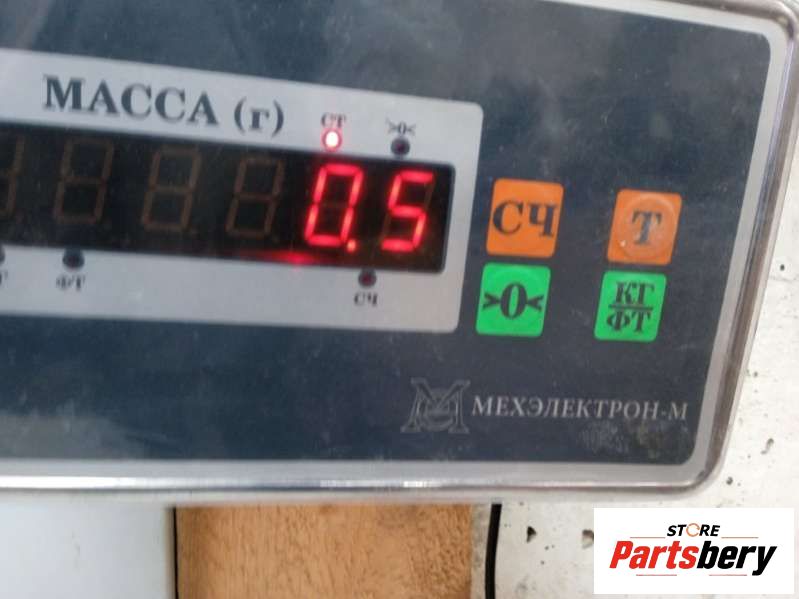 МАССА (г)
СТ >0<
0.5
ФТ СЧ
СЧ Т
>0< КГ
ФТ
МЕХЭЛЕКТРОН-М
STORE
Partsbery